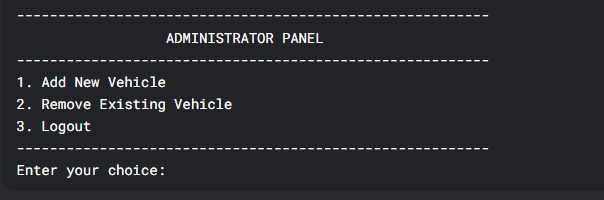 ----------------------------------------------------------
ADMINISTRATOR PANEL
----------------------------------------------------------
1. Add New Vehicle
2. Remove Existing Vehicle
3. Logout
----------------------------------------------------------
Enter your choice: